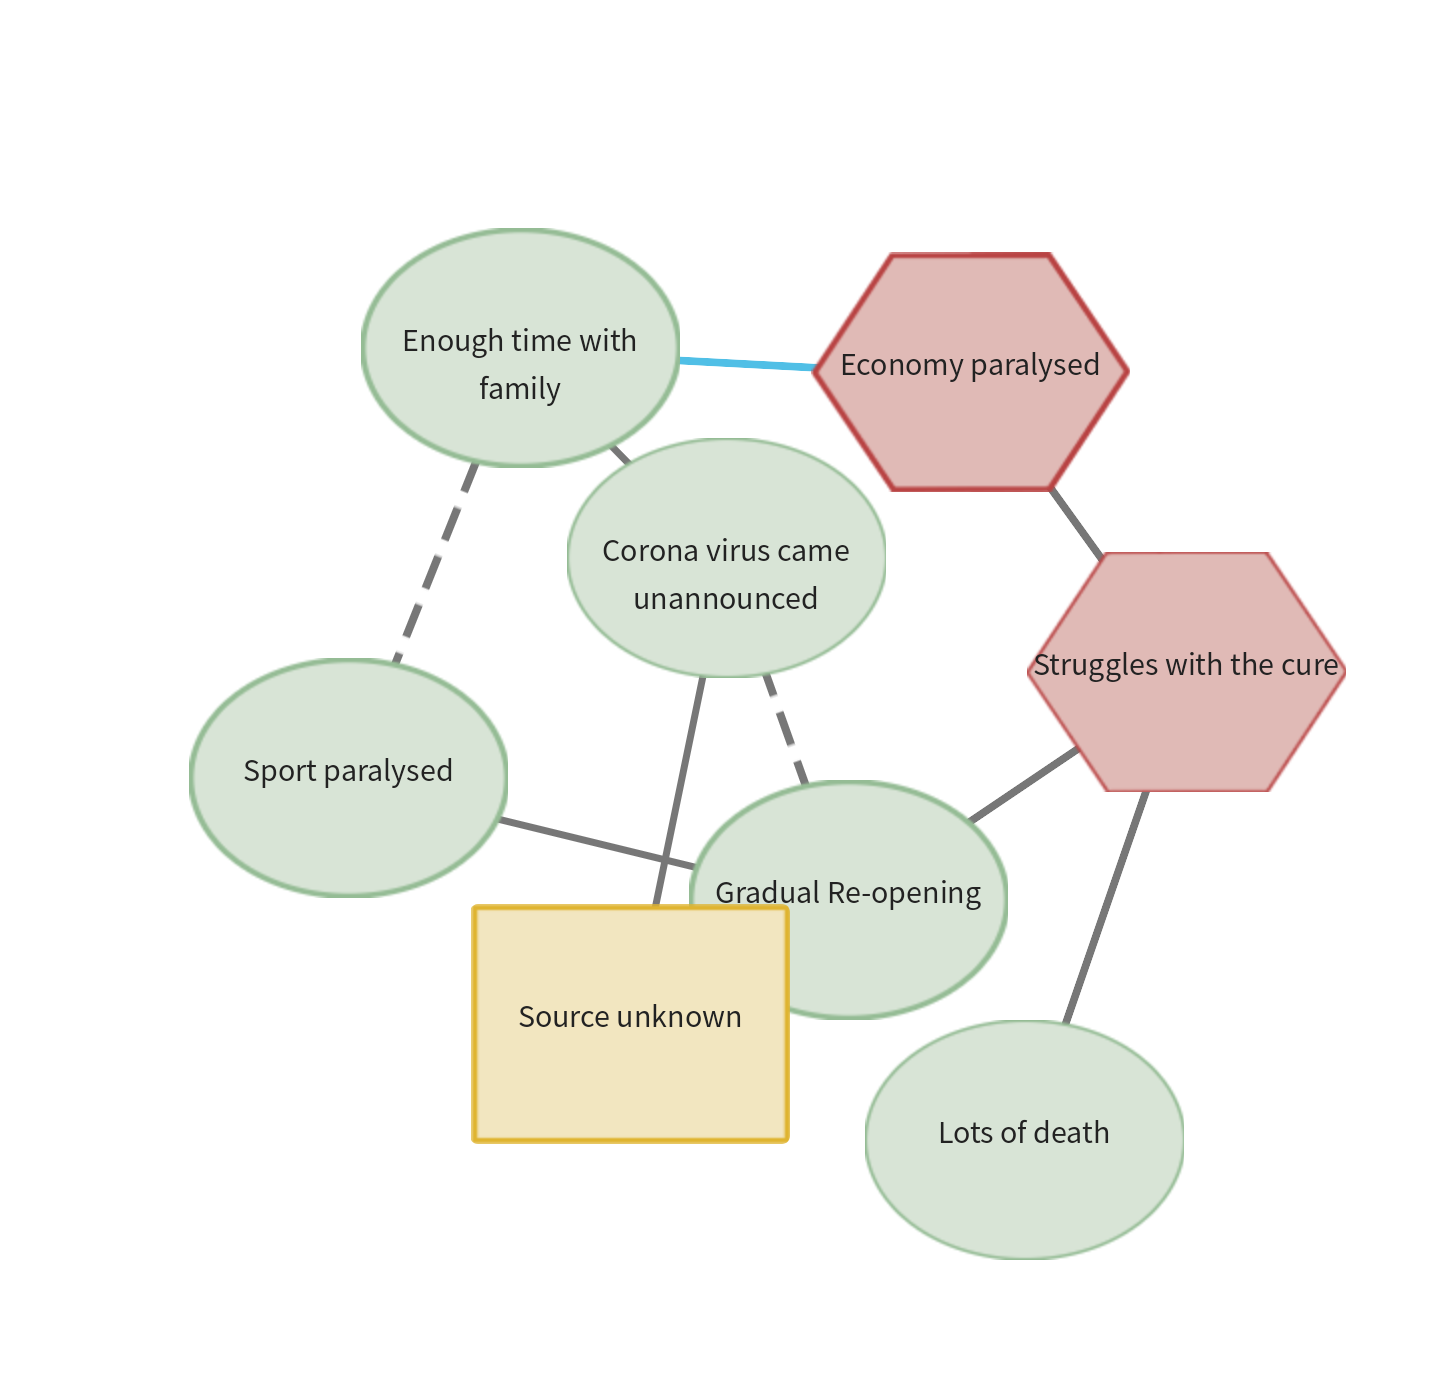 Enough time with
family
Economy paralysed
Corona virus came
unannounced
Struggles with the cure
Sport paralysed
Gradual Re-opening
Source unknown
Lots of death